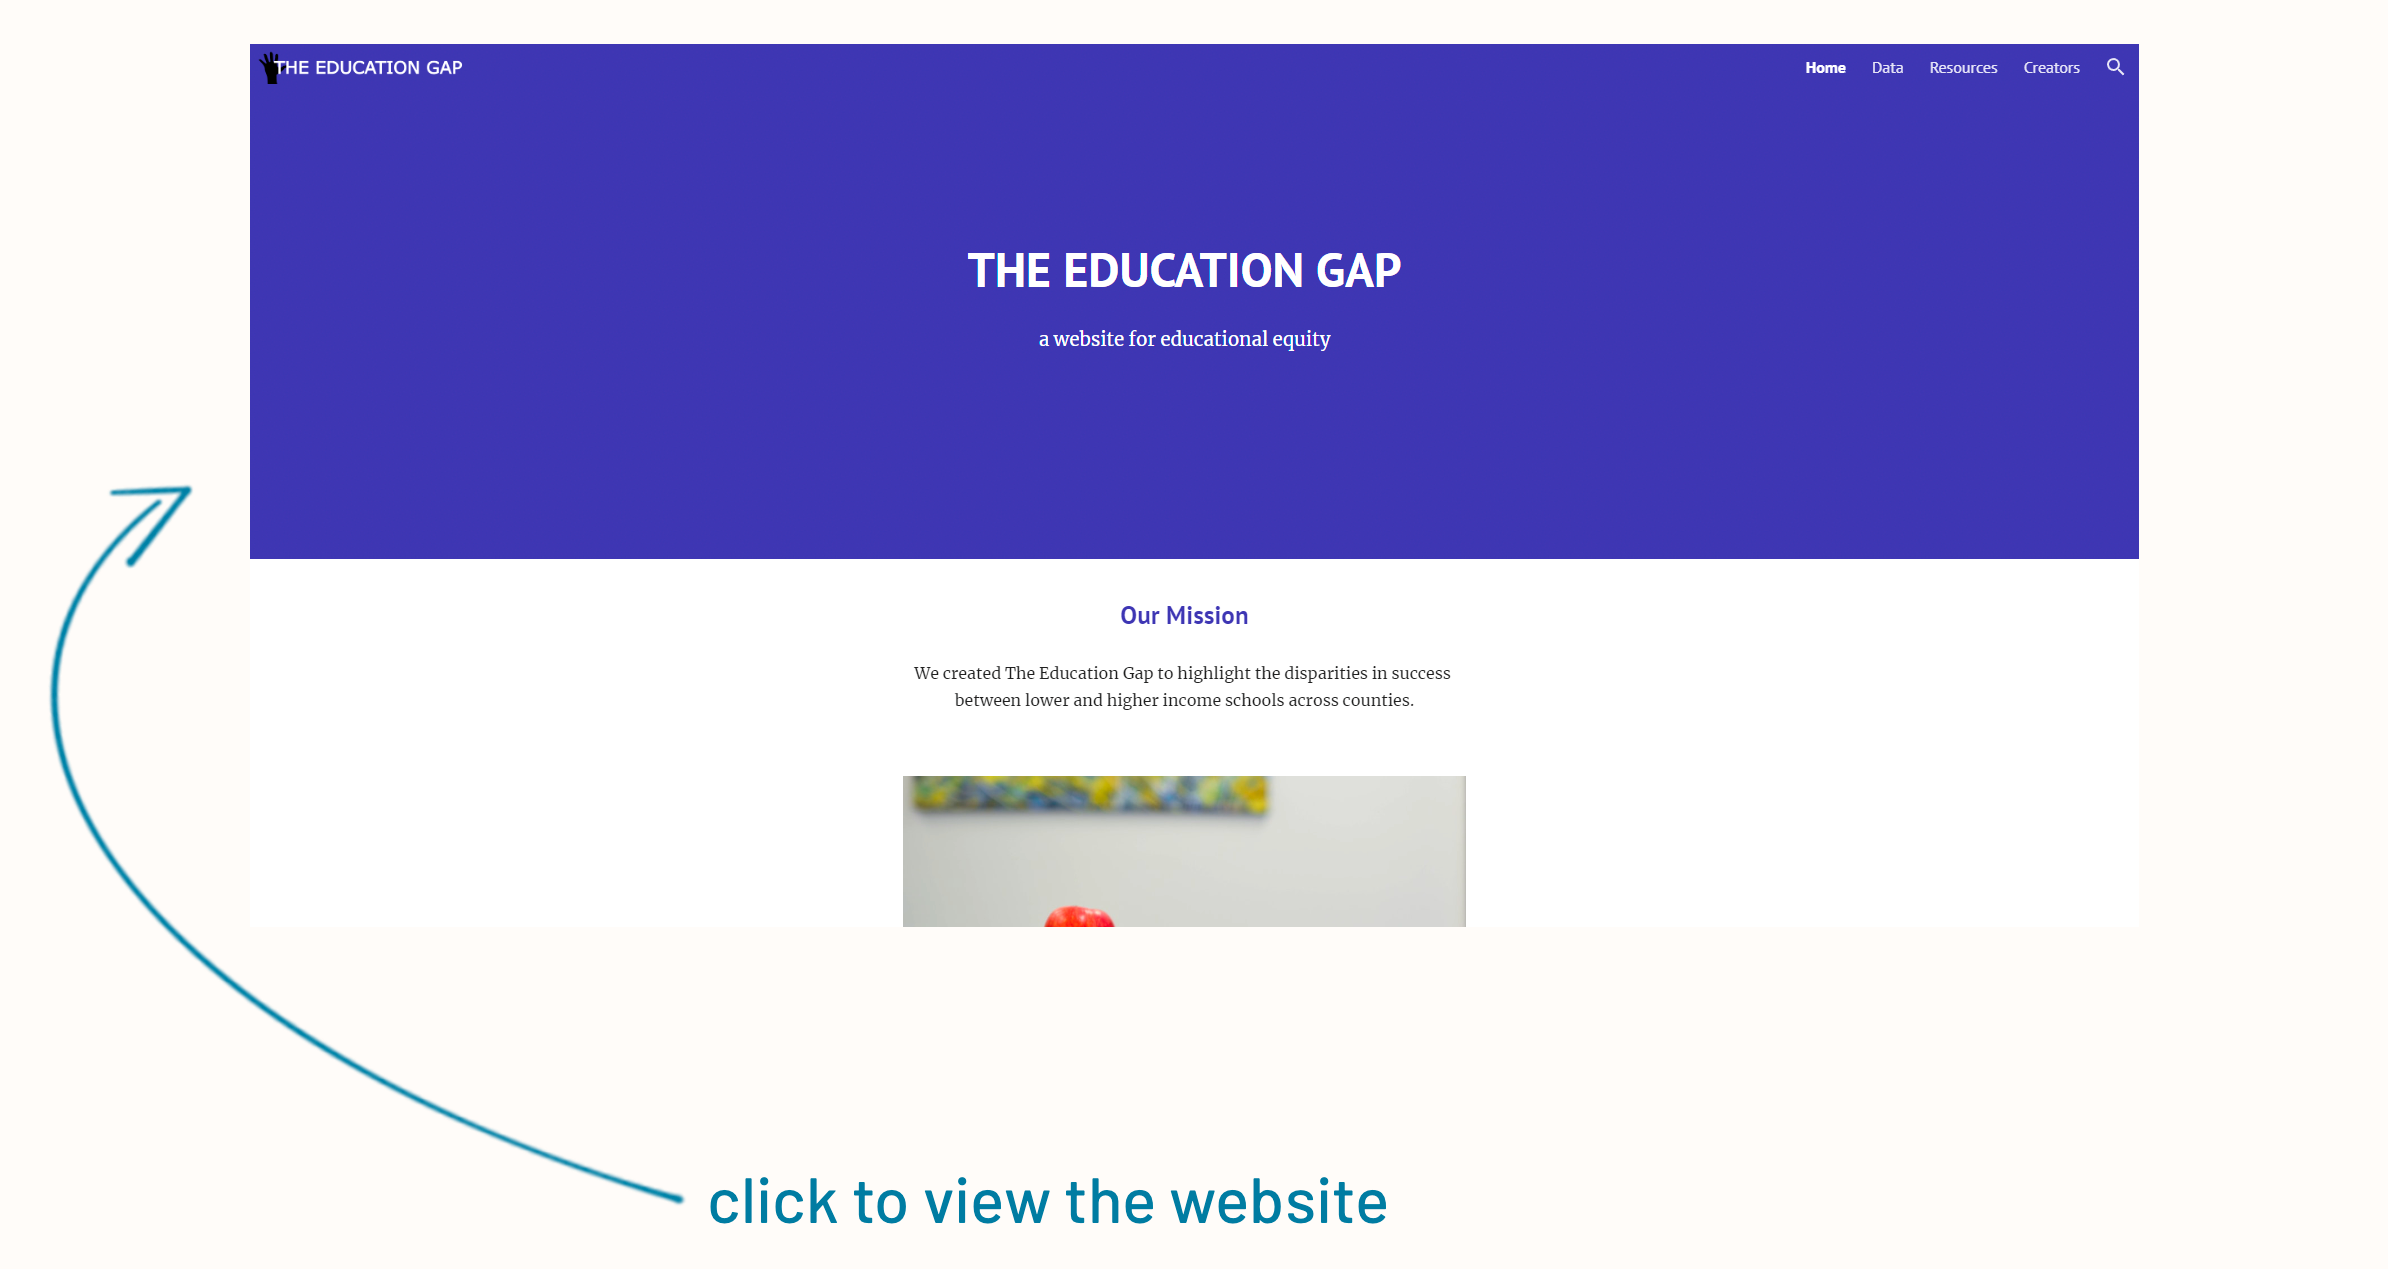 THE EDUCATION GAP
Home Data Resources Creators
THE EDUCATION GAP
a website for educational equity
Our Mission
We created The Education Gap to highlight the disparities in success
between lower and higher income schools across counties.
click to view the website